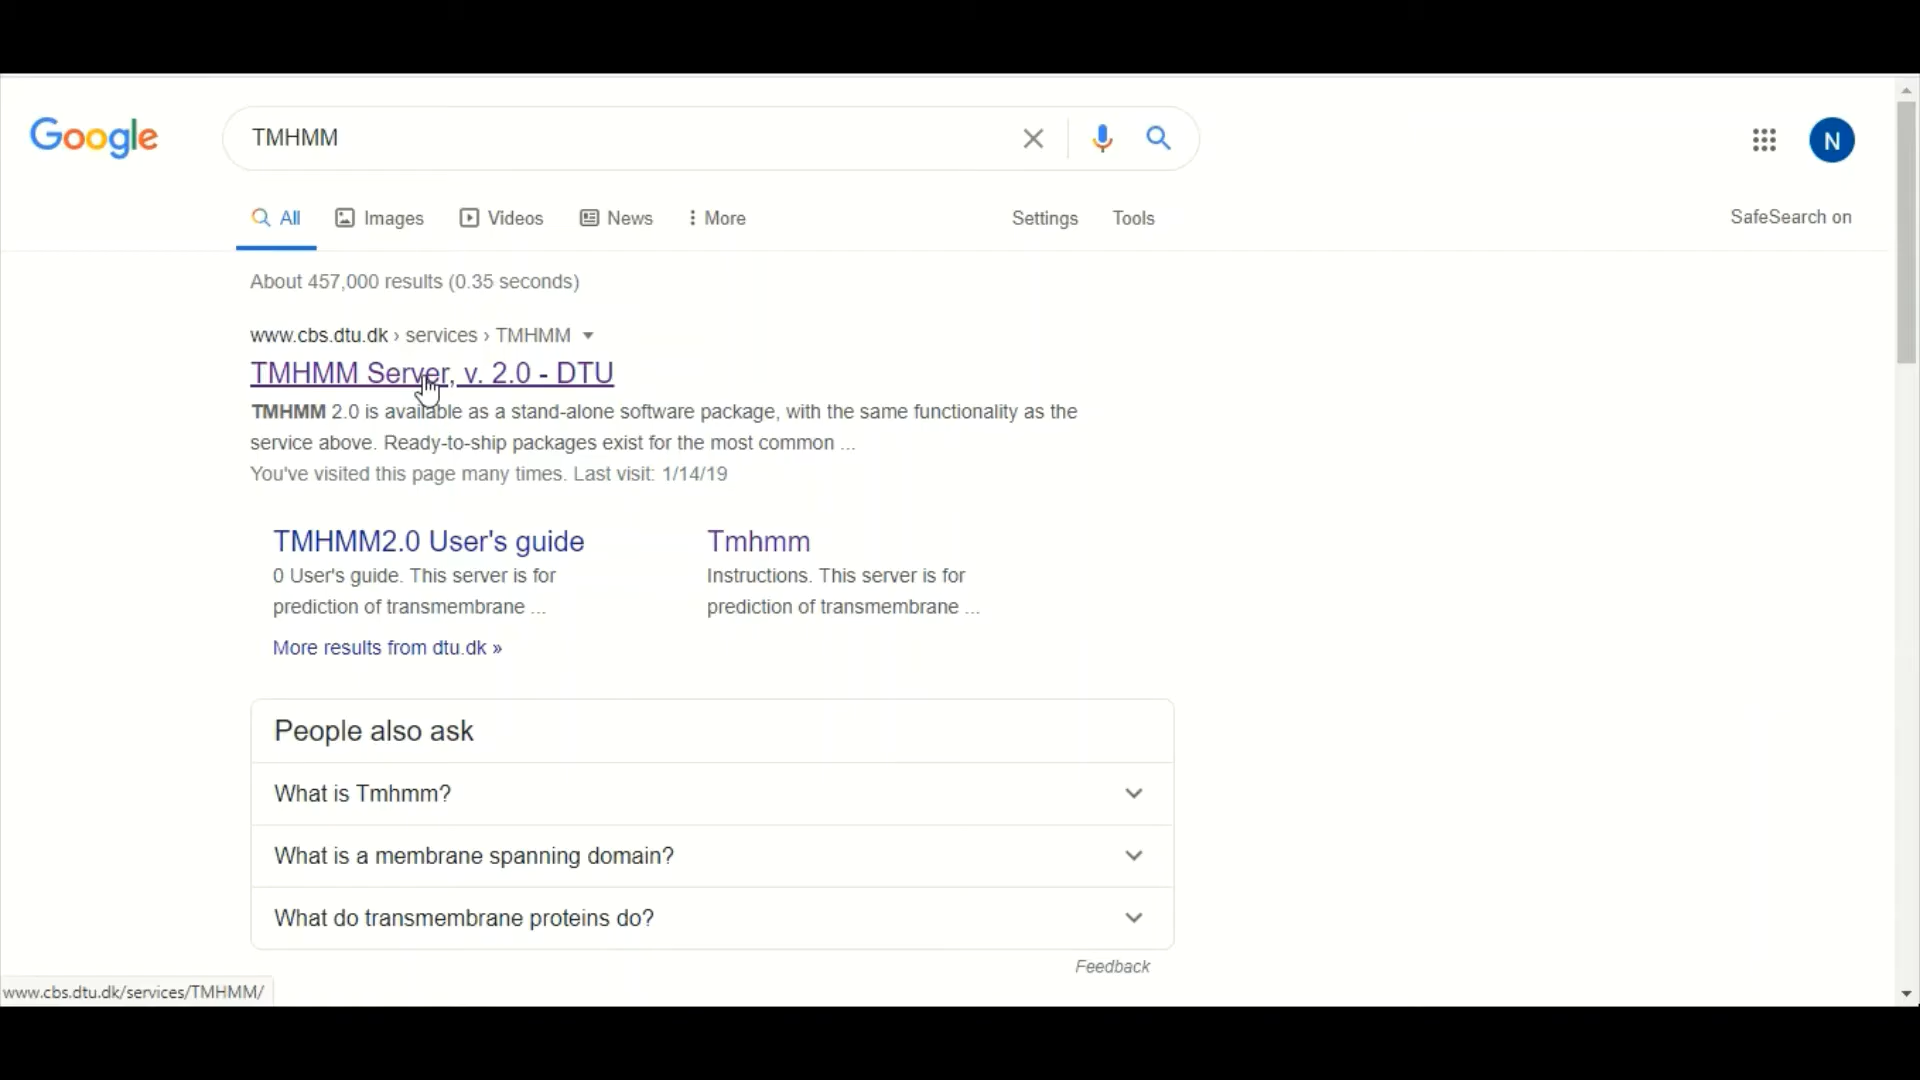 Google
TMHMM
N
All
Images
Videos
News
More
Settings
Tools
SafeSearch on
About 457,000 results (0.35 seconds)
www.cbs.dtu.dk › services › TMHMM
TMHMM Server, v. 2.0 - DTU
TMHMM 2.0 is available as a stand-alone software package, with the same functionality as the
service above. Ready-to-ship packages exist for the most common ...
You've visited this page many times. Last visit: 1/14/19
TMHMM2.0 User's guide
0 User's guide. This server is for
prediction of transmembrane ...
Tmhmm
Instructions. This server is for
prediction of transmembrane ...
More results from dtu.dk »
People also ask
What is Tmhmm?
What is a membrane spanning domain?
What do transmembrane proteins do?
Feedback
www.cbs.dtu.dk/services/TMHMM/